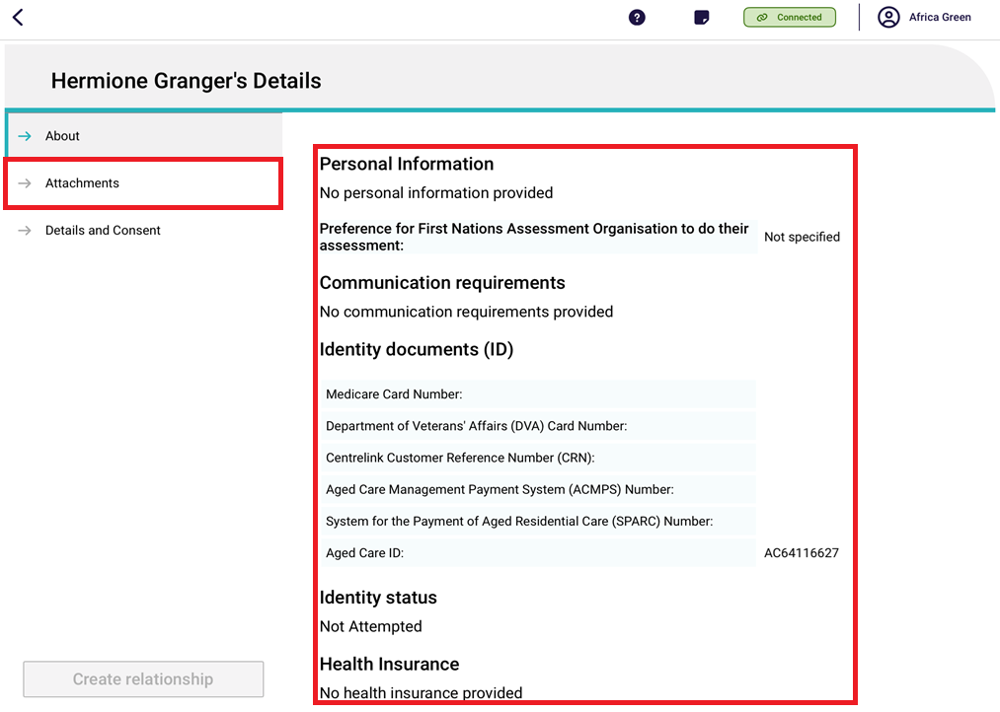 ?
Connected
Africa Green
Hermione Granger's Details
About
Attachments
Details and Consent
Create relationship
Personal Information
No personal information provided
Preference for First Nations Assessment Organisation to do their
assessment:
Not specified
Communication requirements
No communication requirements provided
Identity documents (ID)
Medicare Card Number:
Department of Veterans' Affairs (DVA) Card Number:
Centrelink Customer Reference Number (CRN):
Aged Care Management Payment System (ACMPS) Number:
System for the Payment of Aged Residential Care (SPARC) Number:
Aged Care ID: AC64116627
Identity status
Not Attempted
Health Insurance
No health insurance provided